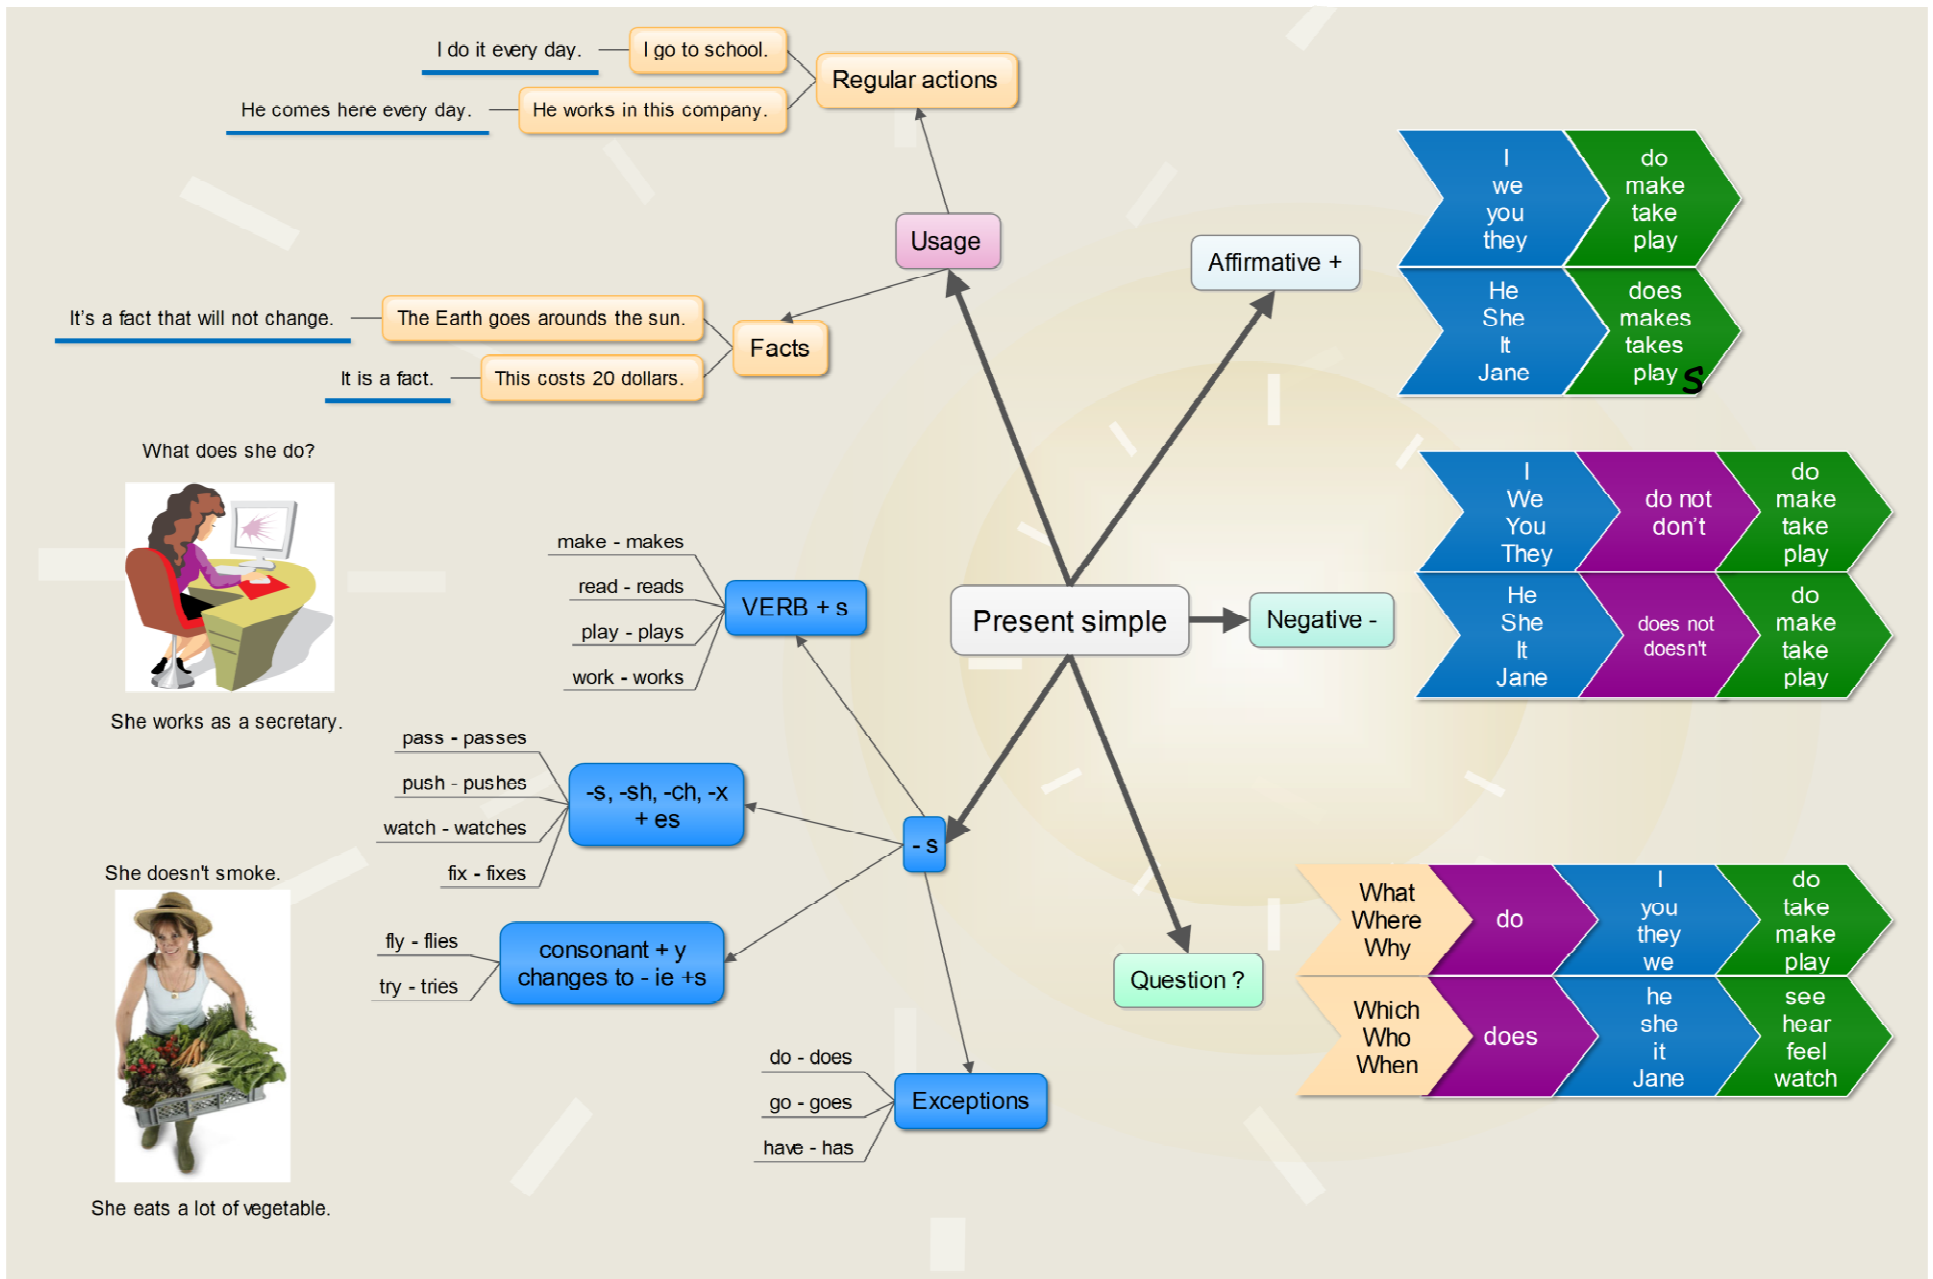 I do it every day.
I go to school.
Regular actions
He comes here every day.
He works in this company.
Usage
It's a fact that will not change.
The Earth goes arounds the sun.
Facts
It is a fact.
This costs 20 dollars.
What does she do?
She works as a secretary.
She doesn't smoke.
She eats a lot of vegetable.
make - makes
read - reads
play - plays
work - works
VERB + s
pass - passes
push - pushes
watch - watches
fix - fixes
-s, -sh, -ch, -x
+ es
- s
fly - flies
try - tries
consonant + y
changes to - ie +s
do - does
go - goes
have - has
Exceptions
Present simple
Affirmative +
I
we
you
they
do
make
take
play
He
She
It
Jane
does
makes
takes
plays
Negative -
I
We
You
They
do not
don't
do
make
take
play
He
She
It
Jane
does not
doesn't
do
make
take
play
Question ?
What
Where
Why
do
I
you
they
we
do
take
make
play
Which
Who
When
does
he
she
it
Jane
see
hear
feel
watch